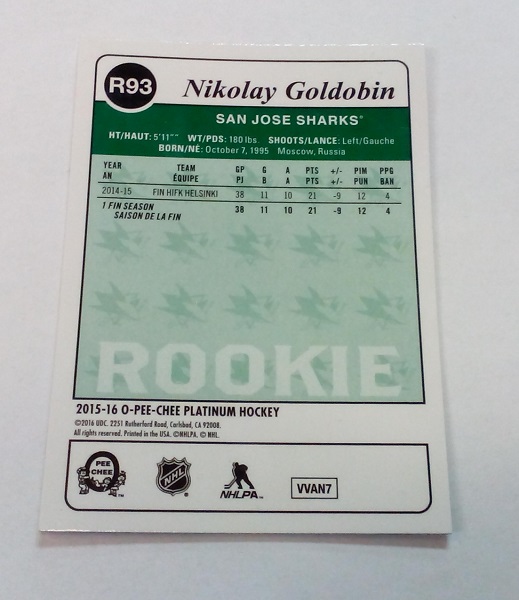 R93 Nikolay Goldobin
SAN JOSE SHARKS®
HT/HAUT: 5'11"" WT/PDS: 180 lbs. SHOOTS/LANCE: Left/Gauche
BORN/NÉ: October 7, 1995 Moscow, Russia
YEAR TEAM GP G A PTS +/- PIM PPG
AN ÉQUIPE PJ B A PTS +/- PUN BAN
2014-15 FIN HIFK HELSINKI 38 11 10 21 -9 12 4
1 FIN SEASON 38 11 10 21 -9 12 4
SAISON DE LA FIN
ROOKIE
2015-16 O-PEE-CHEE PLATINUM HOCKEY
©2016 UDC. 2251 Rutherford Road, Carlsbad, CA 92008.
All rights reserved. Printed in the USA. ©NHLPA. © NHL.
PEE
CHEE
NHL
NHLPA
VVAN7